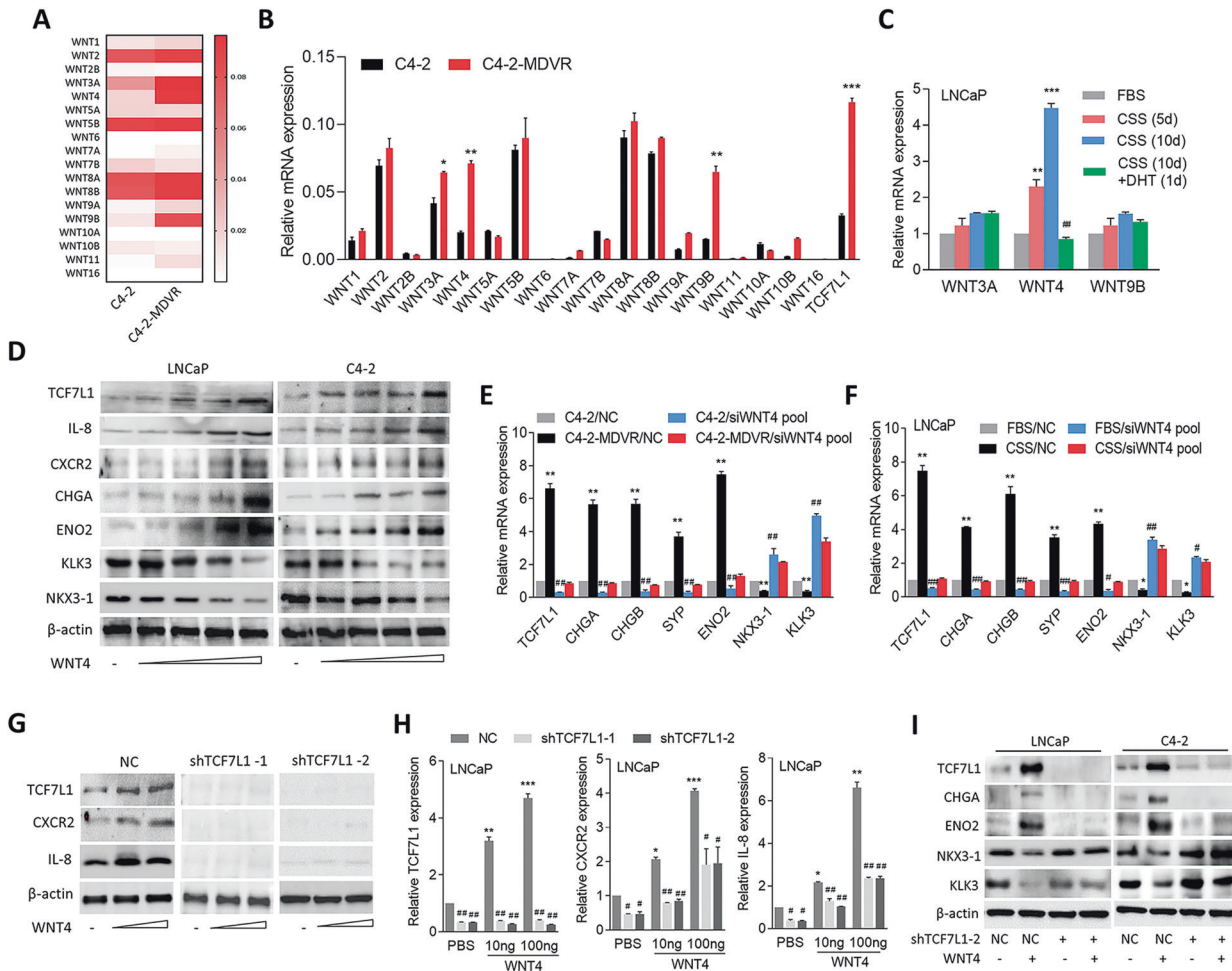 A
WNT1
WNT2
WNT2B
WNT3A
WNT4
WNT5A
WNT5B
WNT6
WNT7A
WNT7B
WNT8A
WNT8B
WNT9A
WNT9B
WNT10A
WNT10B
WNT11
WNT16
C4-2
C4-2-MDVR
0.08
0.06
0.04
0.02
B
C4-2
C4-2-MDVR
Relative mRNA expression
0.15
0.10
0.05
0.00
*
**
**
***
WNT1
WNT2
WNT2B
WNT3A
WNT4
WNT5A
WNT5B
WNT6
WNT7A
WNT7B
WNT8A
WNT8B
WNT9A
WNT9B
WNT11
WNT10A
WNT10B
WNT16
TCF7L1
C
LNCaP
FBS
CSS (5d)
CSS (10d)
CSS (10d)
+DHT (1d)
Relative mRNA expression
6
5
4
3
2
1
0
**
***
##
WNT3A
WNT4
WNT9B
D
LNCaP
C4-2
TCF7L1
IL-8
CXCR2
CHGA
ENO2
KLK3
NKX3-1
β-actin
WNT4
-
-
E
C4-2/NC
C4-2/siWNT4 pool
C4-2-MDVR/NC
C4-2-MDVR/siWNT4 pool
Relative mRNA expression
8
6
4
2
0
**
##
**
##
**
##
**
##
**
##
**
##
**
##
TCF7L1
CHGA
CHGB
SYP
ENO2
NKX3-1
KLK3
F
LNCaP
FBS/NC
FBS/siWNT4 pool
CSS/NC
CSS/siWNT4 pool
Relative mRNA expression
10
8
6
4
2
0
**
##
**
##
**
##
**
##
**
#
*
##
*
#
TCF7L1
CHGA
CHGB
SYP
ENO2
NKX3-1
KLK3
G
NC
shTCF7L1 -1
shTCF7L1 -2
TCF7L1
CXCR2
IL-8
β-actin
WNT4
-
-
-
H
NC
shTCF7L1-1
shTCF7L1-2
LNCaP
Relative TCF7L1 expression
6
5
4
3
2
1
0
## ##
**
## ##
***
## ##
PBS
10ng
100ng
WNT4
LNCaP
Relative CXCR2 expression
5
4
3
2
1
0
# #
*
## ##
***
# #
PBS
10ng
100ng
WNT4
LNCaP
Relative IL-8 expression
8
6
4
2
0
# #
*
## ##
**
## ##
PBS
10ng
100ng
WNT4
I
LNCaP
C4-2
TCF7L1
CHGA
ENO2
NKX3-1
KLK3
β-actin
shTCF7L1-2 NC NC + + NC NC + +
WNT4 - + - + - + - +